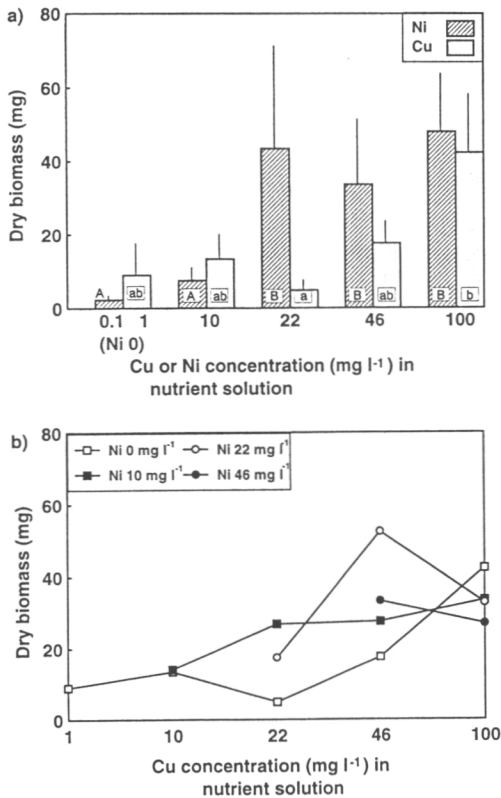 a)
80
60
40
20
0
Dry biomass (mg)
Ni
Cu
A ab A ab B a B ab B b
0.1 1 10 22 46 100
(Ni 0)
Cu or Ni concentration (mg l-1) in
nutrient solution
b)
80
60
40
20
0
Dry biomass (mg)
Ni 0 mg l-1 Ni 22 mg l-1
Ni 10 mg l-1 Ni 46 mg l-1
1 10 22 46 100
Cu concentration (mg l-1) in
nutrient solution